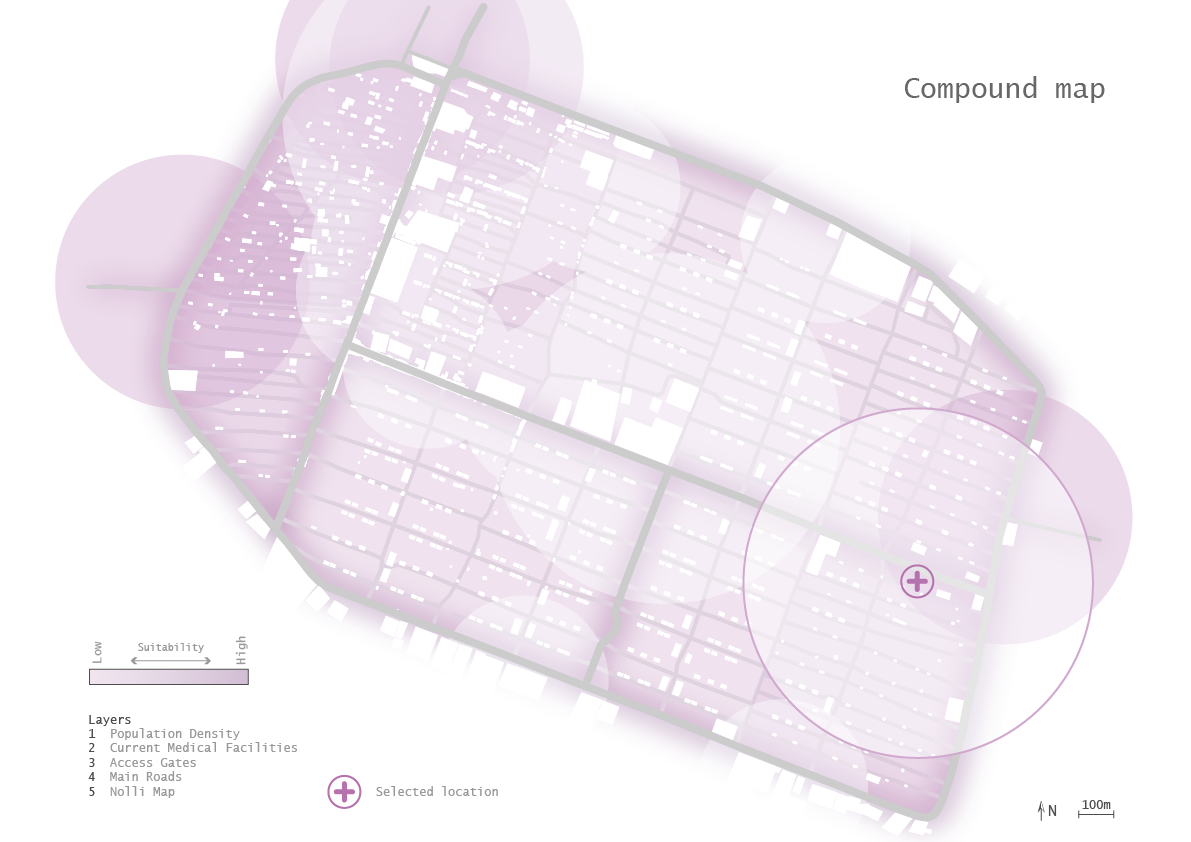 Compound map
Low
Suitability
High
Layers
1 Population Density
2 Current Medical Facilities
3 Access Gates
4 Main Roads
5 Nolli Map
Selected location
N
100m